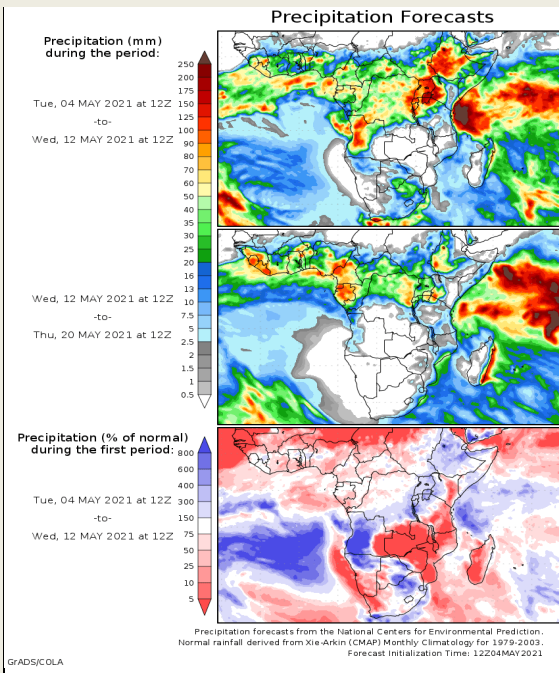 Precipitation Forecasts
Precipitation (mm)
during the period:
Tue, 04 MAY 2021 at 12Z
-to-
Wed, 12 MAY 2021 at 12Z
250
200
175
150
125
100
90
80
70
60
50
40
35
30
25
20
16
13
10
7.5
5
2.5
2
1.5
1
0.5
Wed, 12 MAY 2021 at 12Z
-to-
Thu, 20 MAY 2021 at 12Z
Precipitation (% of normal)
during the first period:
Tue, 04 MAY 2021 at 12Z
-to-
Wed, 12 MAY 2021 at 12Z
800
600
400
300
150
75
50
25
10
5
Precipitation forecasts from the National Centers for Environmental Prediction.
Normal rainfall derived from Xie-Arkin (CMAP) Monthly Climatology for 1979-2003.
Forecast Initialization Time: 12Z04MAY2021
GrADS/COLA